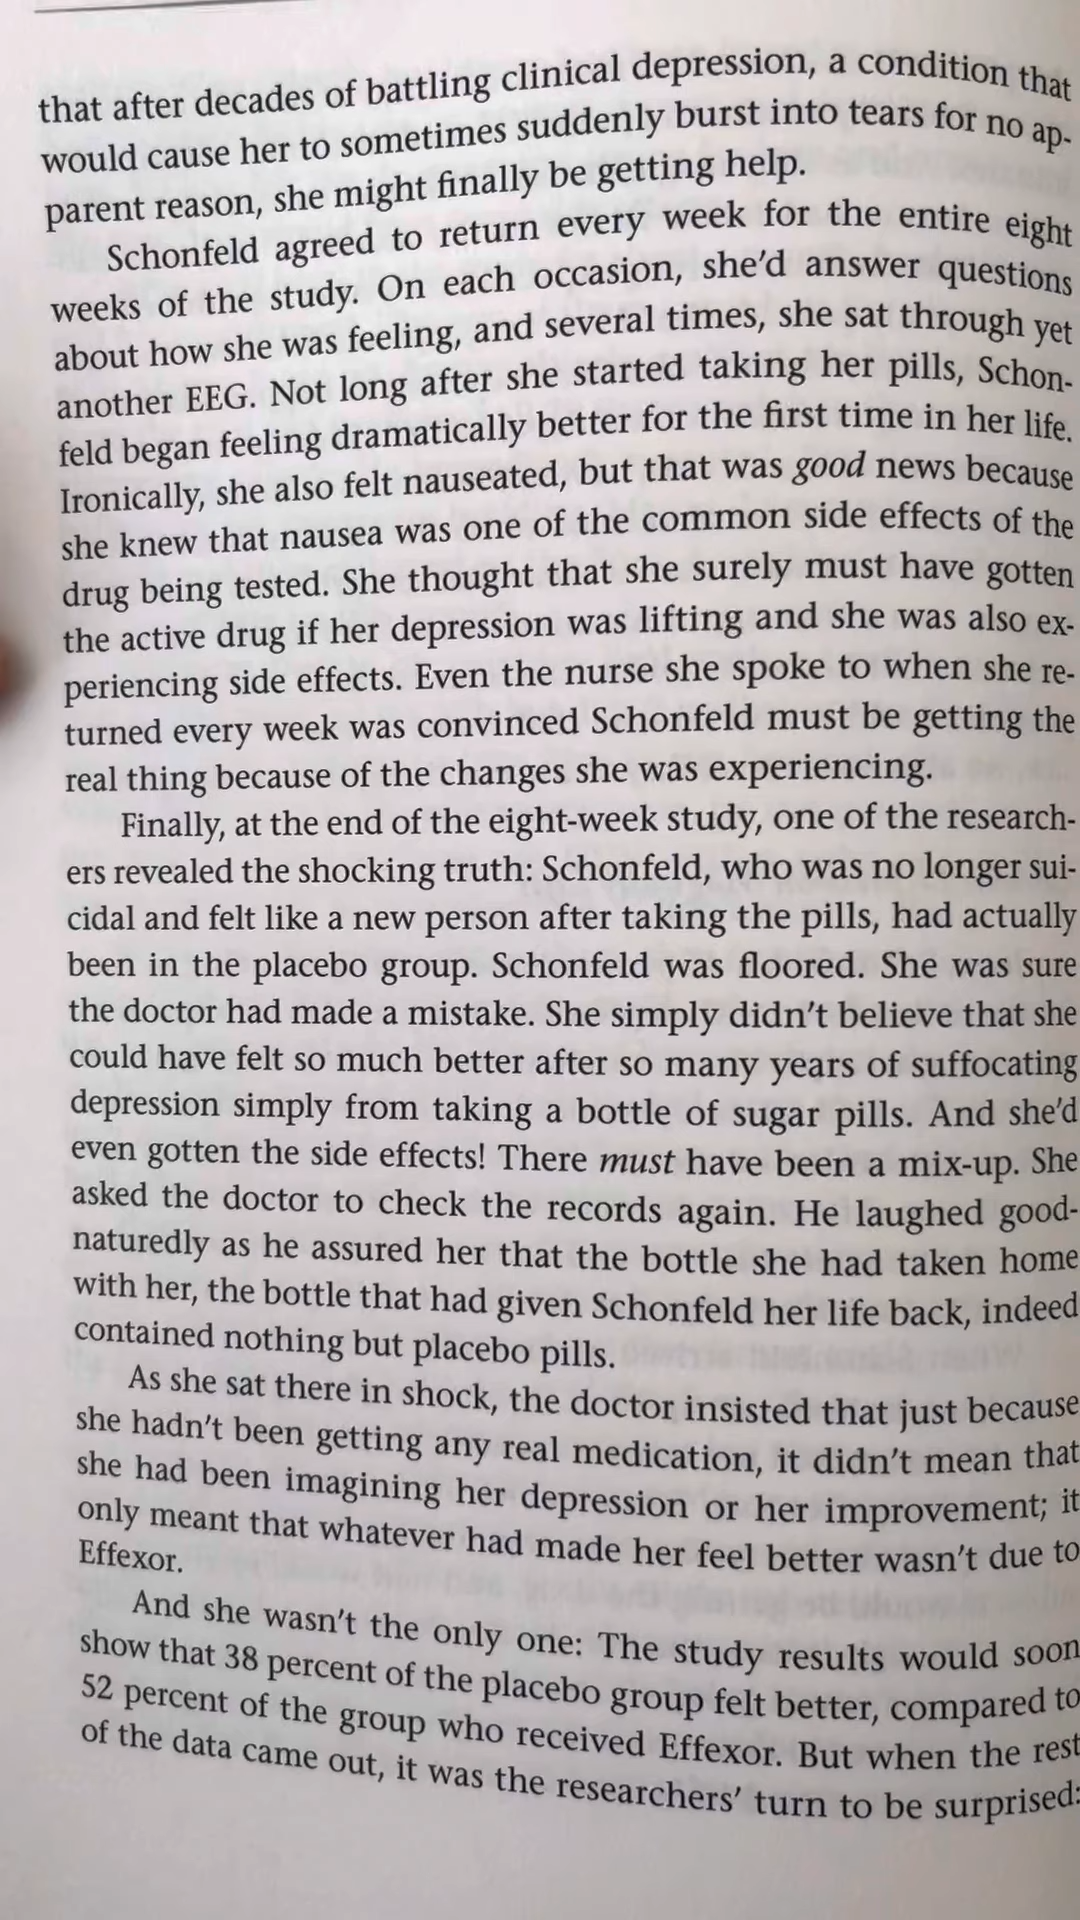 that after decades of battling clinical depression, a condition that
would cause her to sometimes suddenly burst into tears for no ap-
parent reason, she might finally be getting help.
Schonfeld agreed to return every week for the entire eight
weeks of the study. On each occasion, she'd answer questions
about how she was feeling, and several times, she sat through yet
another EEG. Not long after she started taking her pills, Schon-
feld began feeling dramatically better for the first time in her life.
Ironically, she also felt nauseated, but that was good news because
she knew that nausea was one of the common side effects of the
drug being tested. She thought that she surely must have gotten
the active drug if her depression was lifting and she was also ex-
periencing side effects. Even the nurse she spoke to when she re-
turned every week was convinced Schonfeld must be getting the
real thing because of the changes she was experiencing.
Finally, at the end of the eight-week study, one of the research-
ers revealed the shocking truth: Schonfeld, who was no longer sui-
cidal and felt like a new person after taking the pills, had actually
been in the placebo group. Schonfeld was floored. She was sure
the doctor had made a mistake. She simply didn't believe that she
could have felt so much better after so many years of suffocating
depression simply from taking a bottle of sugar pills. And she'd
even gotten the side effects! There must have been a mix-up. She
asked the doctor to check the records again. He laughed good-
naturedly as he assured her that the bottle she had taken home
with her, the bottle that had given Schonfeld her life back, indeed
contained nothing but placebo pills.
As she sat there in shock, the doctor insisted that just because
she hadn't been getting any real medication, it didn't mean that
she had been imagining her depression or her improvement; it
only meant that whatever had made her feel better wasn't due to
Effexor.
And she wasn't the only one: The study results would soon
show that 38 percent of the placebo group felt better, compared to
52 percent of the group who received Effexor. But when the rest
of the data came out, it was the researchers' turn to be surprised: